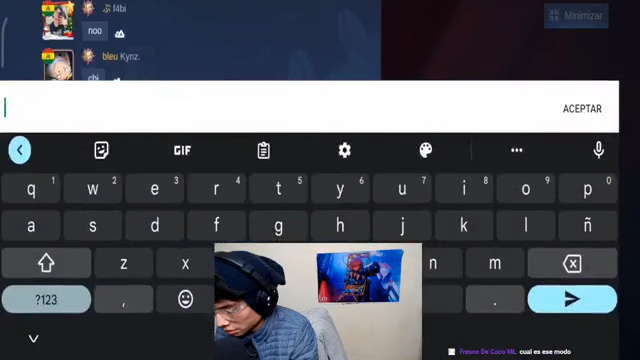 f4bi
noo
bleu Kynz.
cbi
Minimizar
ACEPTAR
GIF
q 1 w 2 e 3 r 4 t 5 y 6 u 7 i 8 o 9 p 0
a s d f g h j k l ñ
z x n m
?123 , .
Fresco De Coco ML cual es ese modo